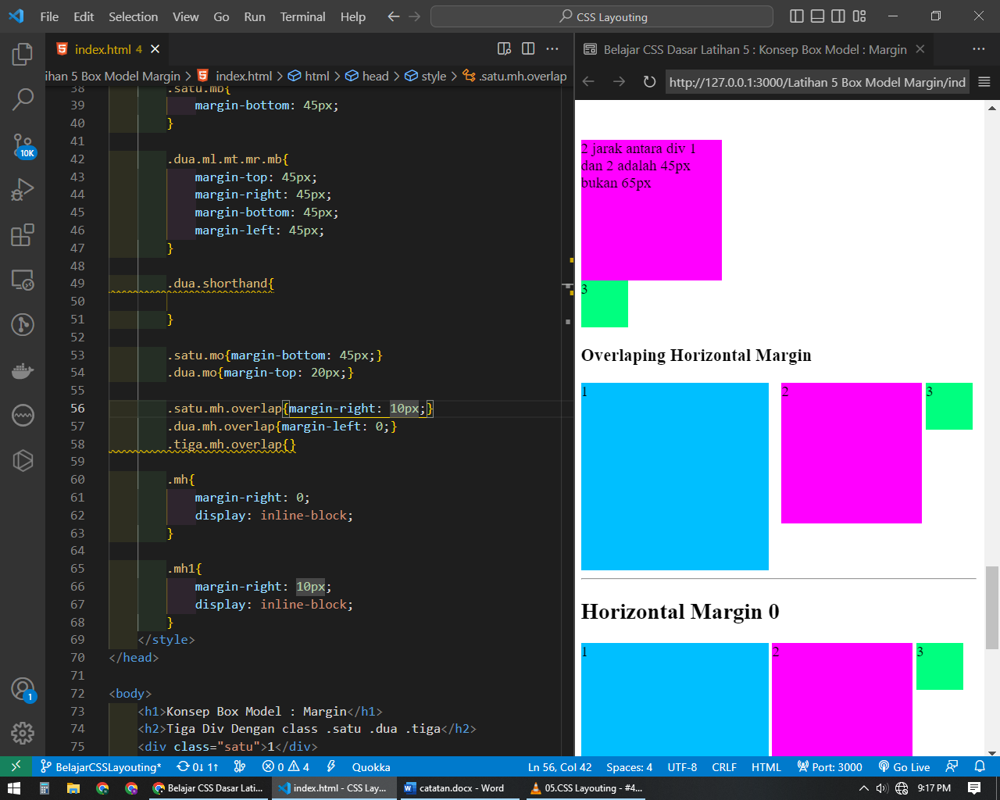 File Edit Selection View Go Run Terminal Help CSS Layouting
index.html 4
Belajar CSS Dasar Latihan 5 : Konsep Box Model : Margin
ihan 5 Box Model Margin > index.html > html > head > style > .satu.mh.overlap
http://127.0.0.1:3000/Latihan 5 Box Model Margin/ind
38 .satu.mb{
39 margin-bottom: 45px;
40 }
41
42 .dua.ml.mt.mr.mb{
43 margin-top: 45px;
44 margin-right: 45px;
45 margin-bottom: 45px;
46 margin-left: 45px;
47 }
48
49 .dua.shorthand{
50
51 }
52
53 .satu.mo{margin-bottom: 45px;}
54 .dua.mo{margin-top: 20px;}
55
56 .satu.mh.overlap{margin-right: 10px;}
57 .dua.mh.overlap{margin-left: 0;}
58 .tiga.mh.overlap{}
59
60 .mh{
61 margin-right: 0;
62 display: inline-block;
63 }
64
65 .mh1{
66 margin-right: 10px;
67 display: inline-block;
68 }
69 </style>
70 </head>
71
72 <body>
73 <h1>Konsep Box Model : Margin</h1>
74 <h2>Tiga Div Dengan class .satu .dua .tiga</h2>
75 <div class="satu">1</div>
10K
1
2 jarak antara div 1
dan 2 adalah 45px
bukan 65px
3
Overlaping Horizontal Margin
1 2 3
Horizontal Margin 0
1 2 3
BelajarCSSLayouting* 0↓ 1↑ 0 4 Quokka Ln 56, Col 42 Spaces: 4 UTF-8 CRLF HTML Port: 3000 Go Live
Belajar CSS Dasar Lati... index.html - CSS Lay... catatan.docx - Word 05.CSS Layouting - #4... 9:17 PM